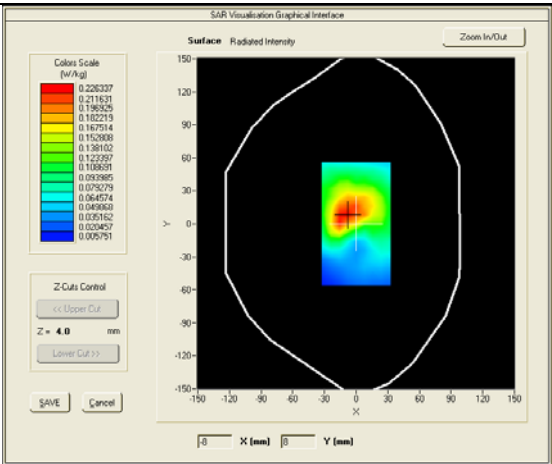 SAR Visualisation Graphical Interface
Surface Radiated Intensity
Zoom In/Out
Colors Scale
(W/kg)
0.226337
0.211631
0.196925
0.182219
0.167514
0.152808
0.138102
0.123397
0.108691
0.093985
0.079279
0.064574
0.049868
0.035162
0.020457
0.005751
Z-Cuts Control
<< Upper Cut
Z = 4.0 mm
Lower Cut >>
SAVE Cancel
150-
120-
90-
60-
30-
0-
-30-
-60-
-90-
-120-
-150-
Y
-150 -120 -90 -60 -30 0 30 60 90 120 150
X
-8 X (mm) 8 Y (mm)